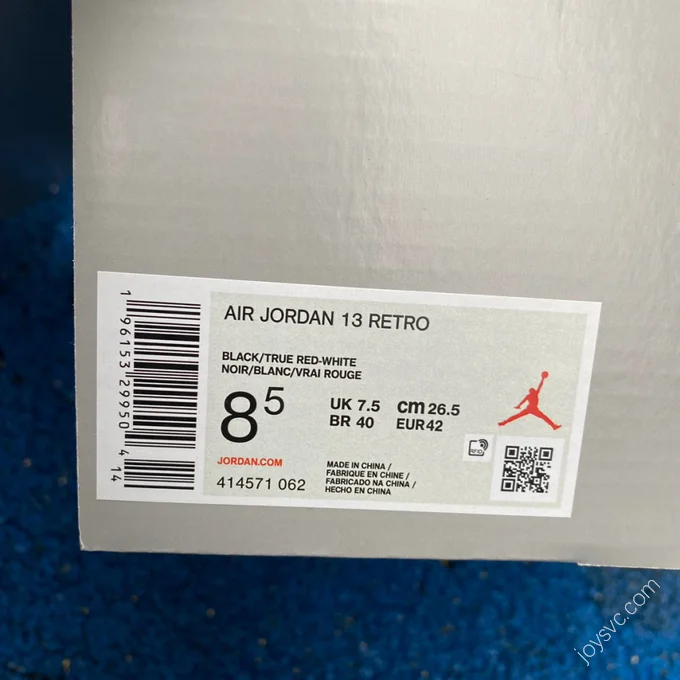 AIR JORDAN 13 RETRO
BLACK/TRUE RED-WHITE
NOIR/BLANC/VRAI ROUGE
8⁵
UK 7.5 cm 26.5
BR 40 EUR 42
JORDAN.COM
414571 062
MADE IN CHINA /
FABRIQUE EN CHINE /
FABRICADO NA CHINA /
HECHO EN CHINA
RFID
1 96153 29950 4 14
joysvc.com